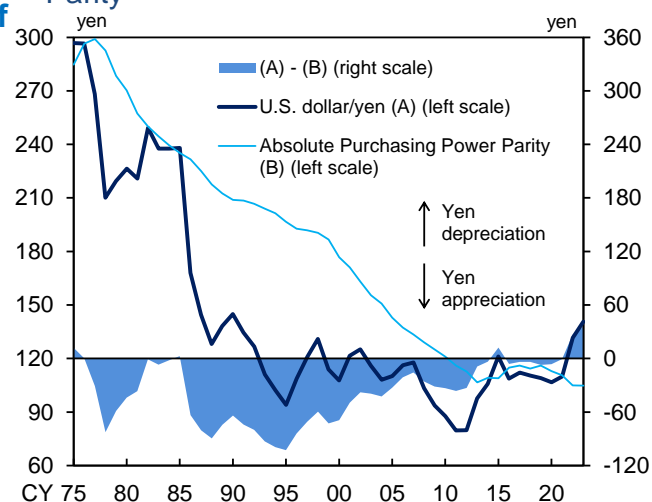 Parity
f
yen yen
300 360
270 300
240 240
210 180
180 120
150 60
120 0
90 -60
60 -120
(A) - (B) (right scale)
U.S. dollar/yen (A) (left scale)
Absolute Purchasing Power Parity
(B) (left scale)
Yen
depreciation
Yen
appreciation
CY 75 80 85 90 95 00 05 10 15 20